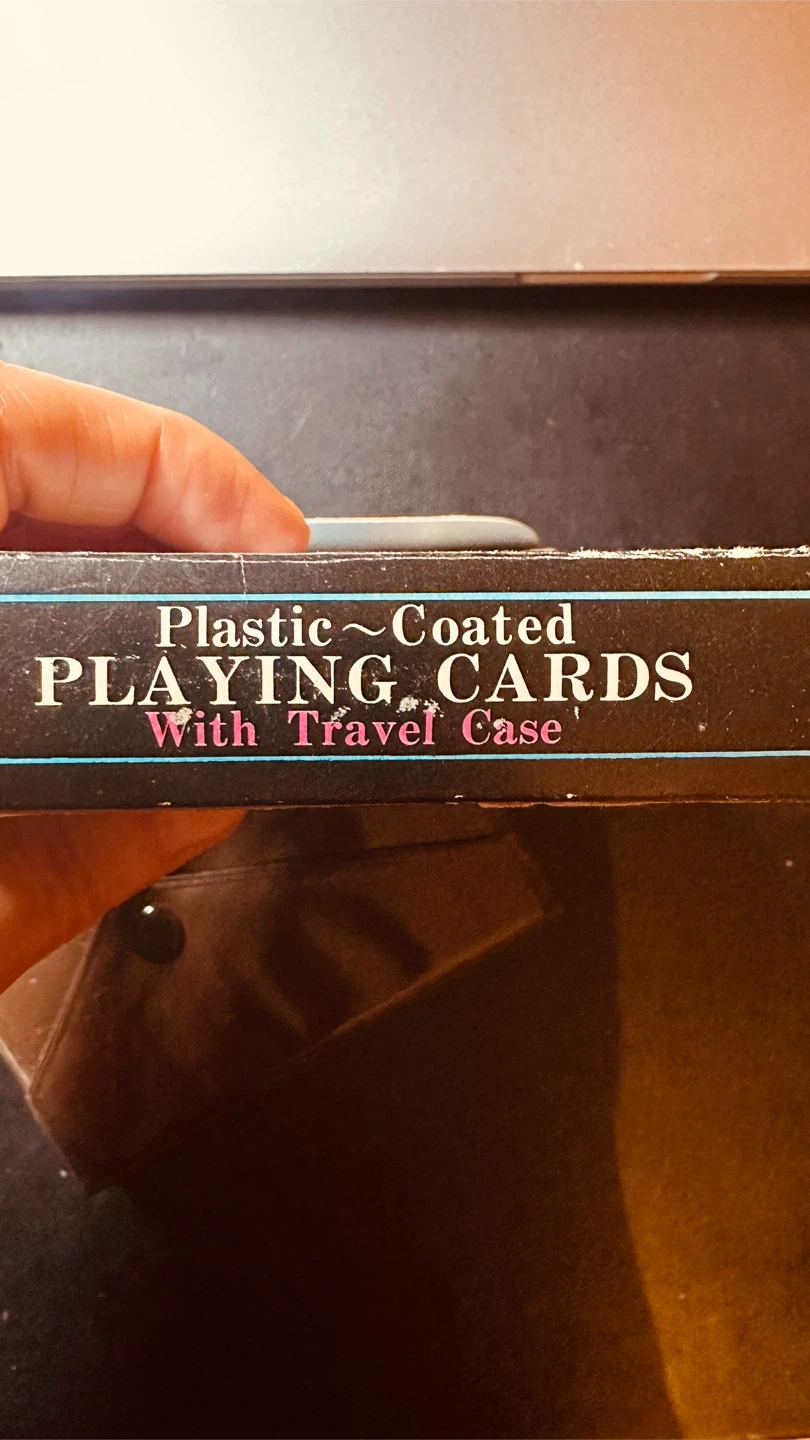 Plastic~Coated
PLAYING CARDS
With Travel Case